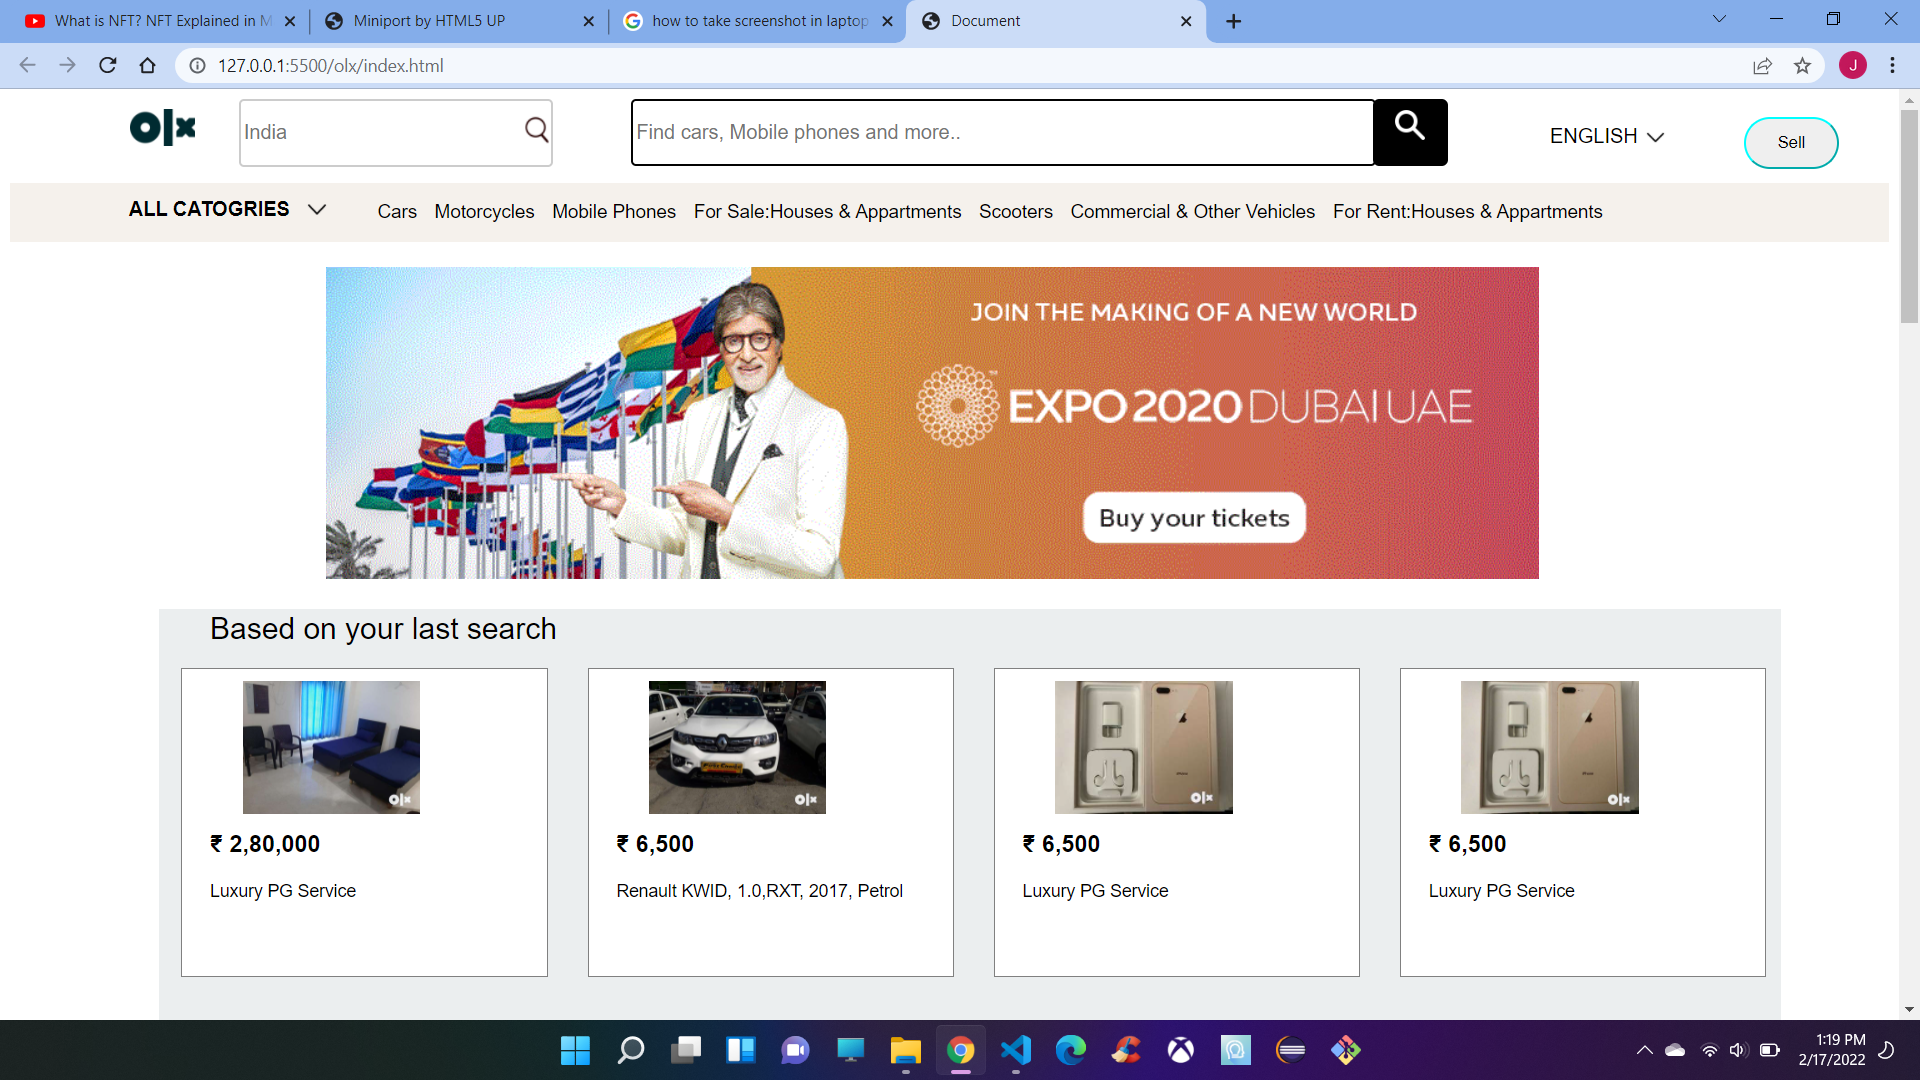 What is NFT? NFT Explained in M
Miniport by HTML5 UP
how to take screenshot in laptop
Document
127.0.0.1:5500/olx/index.html
J
olx
India
Find cars, Mobile phones and more..
ENGLISH
Sell
ALL CATOGRIES
Cars Motorcycles Mobile Phones For Sale:Houses & Appartments Scooters Commercial & Other Vehicles For Rent:Houses & Appartments
JOIN THE MAKING OF A NEW WORLD
EXPO 2020 DUBAI UAE
™
Buy your tickets
Based on your last search
olx
olx
olx
olx
₹ 2,80,000
₹ 6,500
₹ 6,500
₹ 6,500
Luxury PG Service
Renault KWID, 1.0,RXT, 2017, Petrol
Luxury PG Service
Luxury PG Service
1:19 PM
2/17/2022